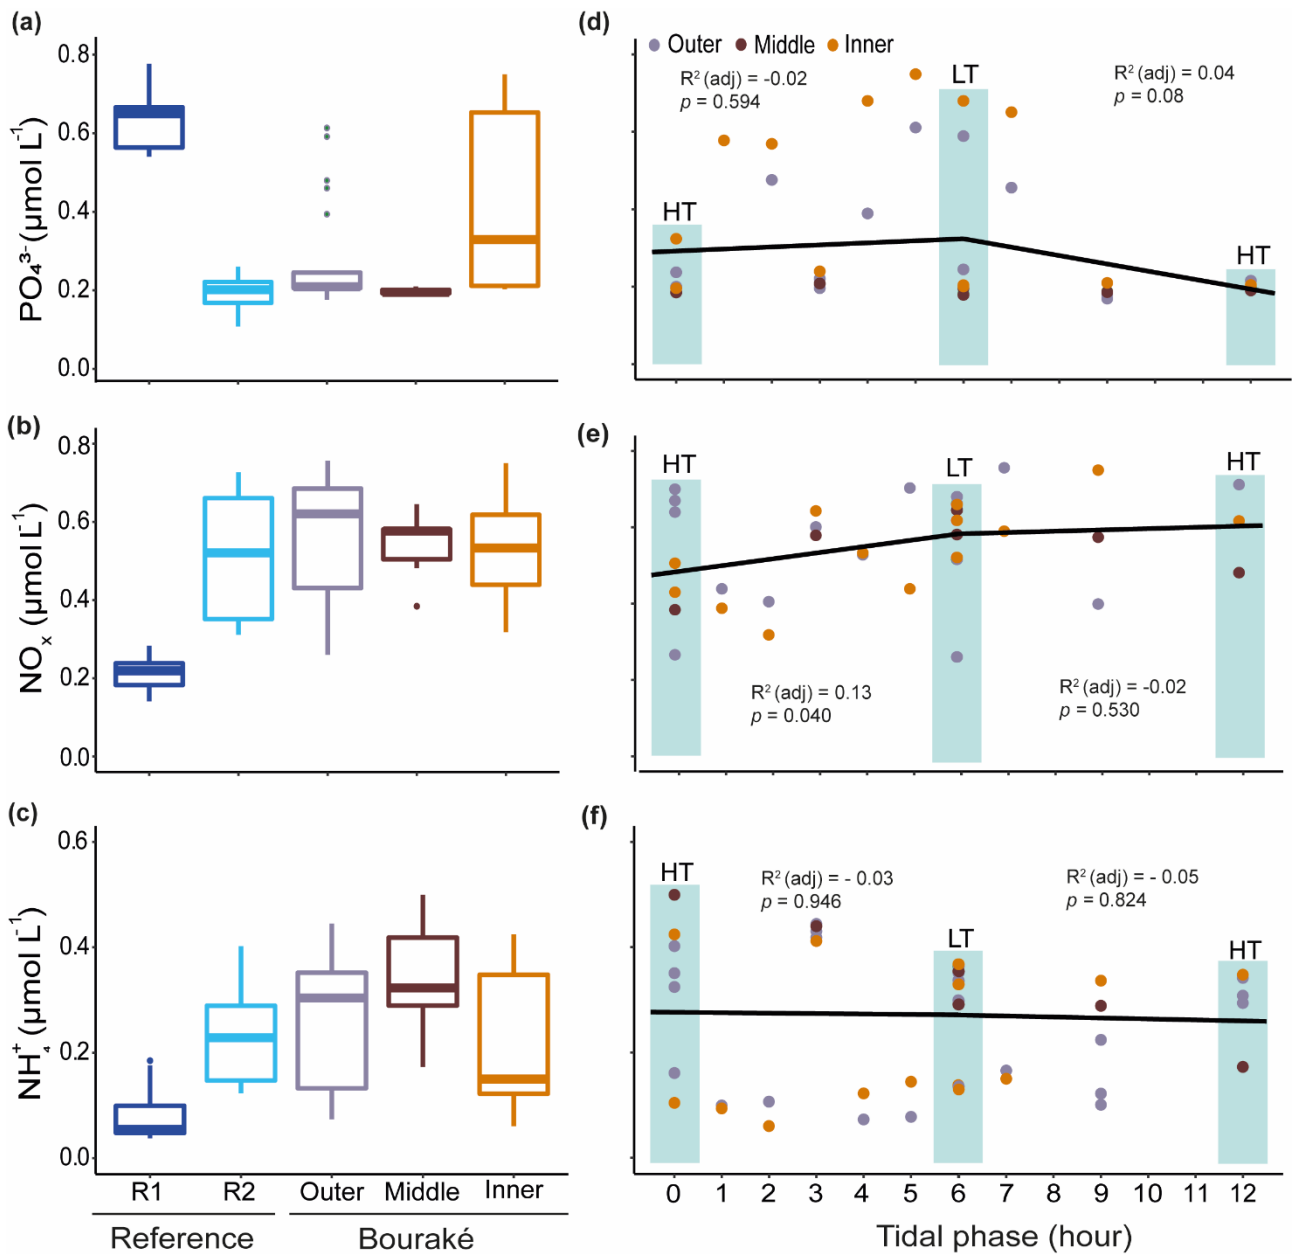 (a)
PO₄³⁻ (µmol L⁻¹)
0.8
0.6
0.4
0.2
0.0
(d)
Outer Middle Inner
R² (adj) = -0.02
p = 0.594
LT
R² (adj) = 0.04
p = 0.08
HT
HT
(b)
NOₓ (µmol L⁻¹)
0.8
0.6
0.4
0.2
0.0
(e)
HT
LT
HT
R² (adj) = 0.13
p = 0.040
R² (adj) = -0.02
p = 0.530
(c)
NH₄⁺ (µmol L⁻¹)
0.6
0.4
0.2
0.0
R1 R2 Outer Middle Inner
Reference Bouraké
(f)
HT
R² (adj) = - 0.03
p = 0.946
R² (adj) = - 0.05
p = 0.824
LT
HT
0 1 2 3 4 5 6 7 8 9 10 11 12
Tidal phase (hour)